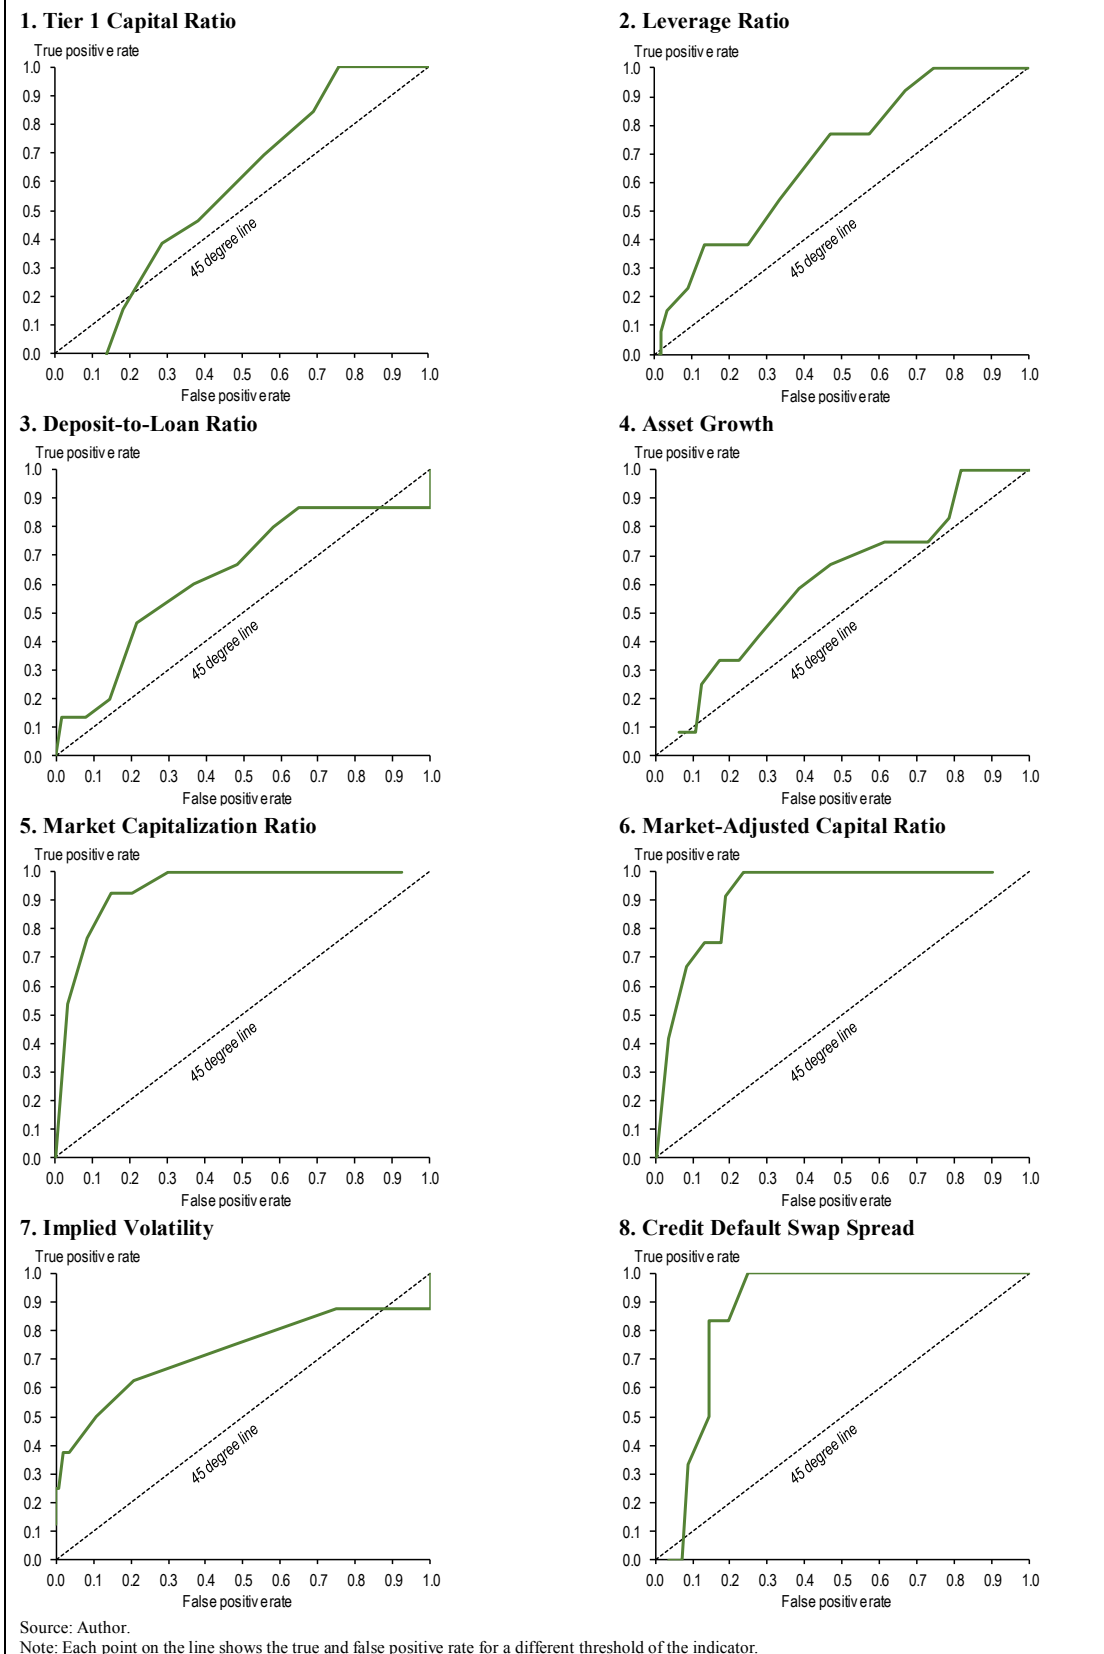 1. Tier 1 Capital Ratio
True positive rate
1.0
0.9
0.8
0.7
0.6
0.5
0.4
0.3
0.2
0.1
0.0
45 degree line
0.0 0.1 0.2 0.3 0.4 0.5 0.6 0.7 0.8 0.9 1.0
False positive rate
2. Leverage Ratio
True positive rate
1.0
0.9
0.8
0.7
0.6
0.5
0.4
0.3
0.2
0.1
0.0
45 degree line
0.0 0.1 0.2 0.3 0.4 0.5 0.6 0.7 0.8 0.9 1.0
False positive rate
3. Deposit-to-Loan Ratio
True positive rate
1.0
0.9
0.8
0.7
0.6
0.5
0.4
0.3
0.2
0.1
0.0
45 degree line
0.0 0.1 0.2 0.3 0.4 0.5 0.6 0.7 0.8 0.9 1.0
False positive rate
4. Asset Growth
True positive rate
1.0
0.9
0.8
0.7
0.6
0.5
0.4
0.3
0.2
0.1
0.0
45 degree line
0.0 0.1 0.2 0.3 0.4 0.5 0.6 0.7 0.8 0.9 1.0
False positive rate
5. Market Capitalization Ratio
True positive rate
1.0
0.9
0.8
0.7
0.6
0.5
0.4
0.3
0.2
0.1
0.0
45 degree line
0.0 0.1 0.2 0.3 0.4 0.5 0.6 0.7 0.8 0.9 1.0
False positive rate
6. Market-Adjusted Capital Ratio
True positive rate
1.0
0.9
0.8
0.7
0.6
0.5
0.4
0.3
0.2
0.1
0.0
45 degree line
0.0 0.1 0.2 0.3 0.4 0.5 0.6 0.7 0.8 0.9 1.0
False positive rate
7. Implied Volatility
True positive rate
1.0
0.9
0.8
0.7
0.6
0.5
0.4
0.3
0.2
0.1
0.0
45 degree line
0.0 0.1 0.2 0.3 0.4 0.5 0.6 0.7 0.8 0.9 1.0
False positive rate
8. Credit Default Swap Spread
True positive rate
1.0
0.9
0.8
0.7
0.6
0.5
0.4
0.3
0.2
0.1
0.0
45 degree line
0.0 0.1 0.2 0.3 0.4 0.5 0.6 0.7 0.8 0.9 1.0
False positive rate
Source: Author.
Note: Each point on the line shows the true and false positive rate for a different threshold of the indicator.